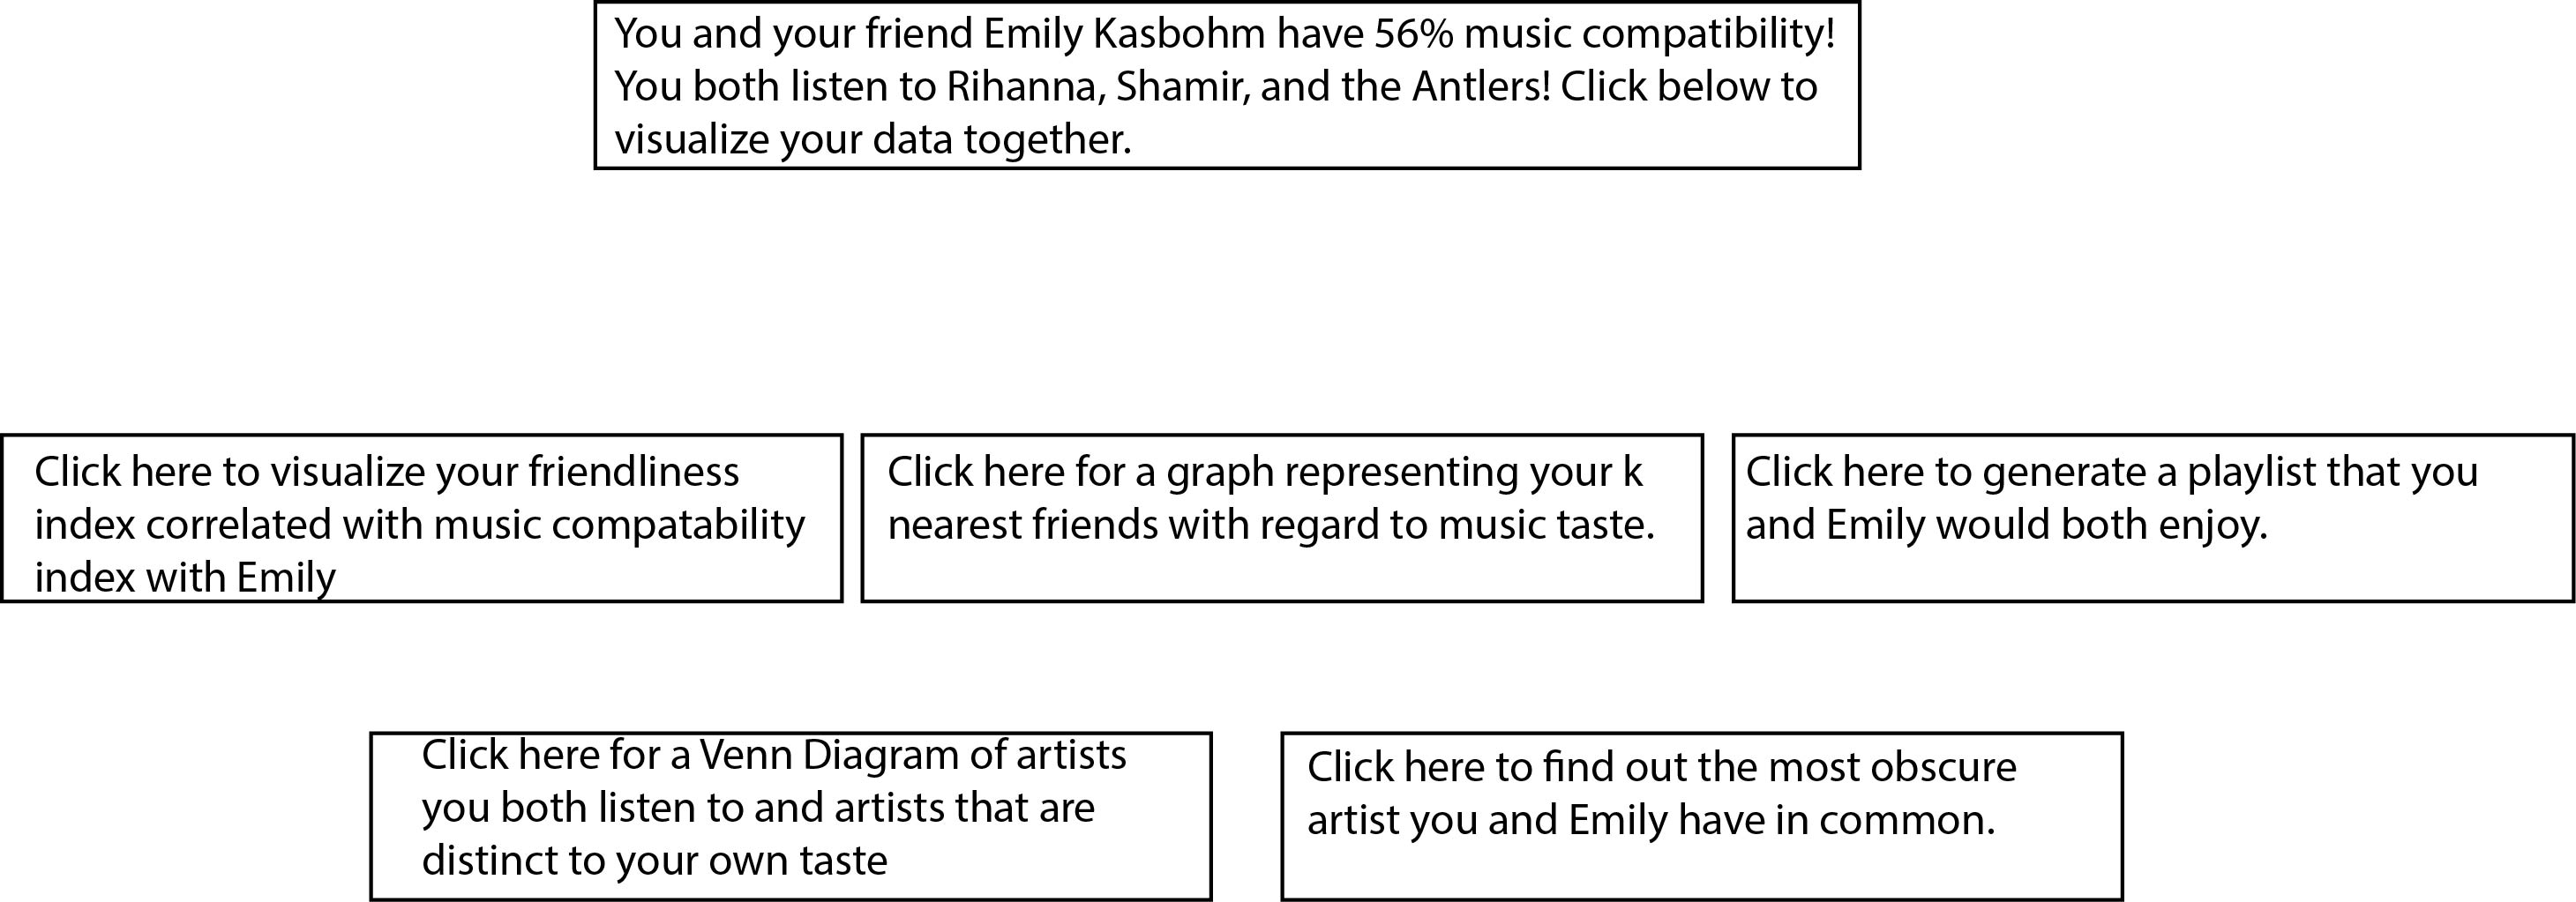 You and your friend Emily Kasbohm have 56% music compatibility!
You both listen to Rihanna, Shamir, and the Antlers! Click below to
visualize your data together.
Click here to visualize your friendliness
index correlated with music compatability
index with Emily
Click here for a graph representing your k
nearest friends with regard to music taste.
Click here to generate a playlist that you
and Emily would both enjoy.
Click here for a Venn Diagram of artists
you both listen to and artists that are
distinct to your own taste
Click here to find out the most obscure
artist you and Emily have in common.